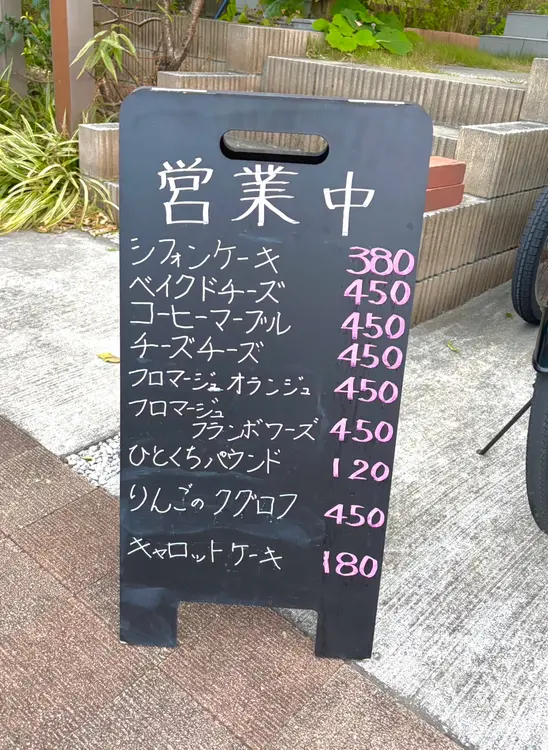 営業中
シフォンケーキ 380
ベイクドチーズ 450
コーヒーマーブル 450
チーズチーズ 450
フロマージュオランジュ 450
フロマージュ
フランボワーズ 450
ひとくちパウンド 120
りんごのクグロフ 450
キャロットケーキ 180